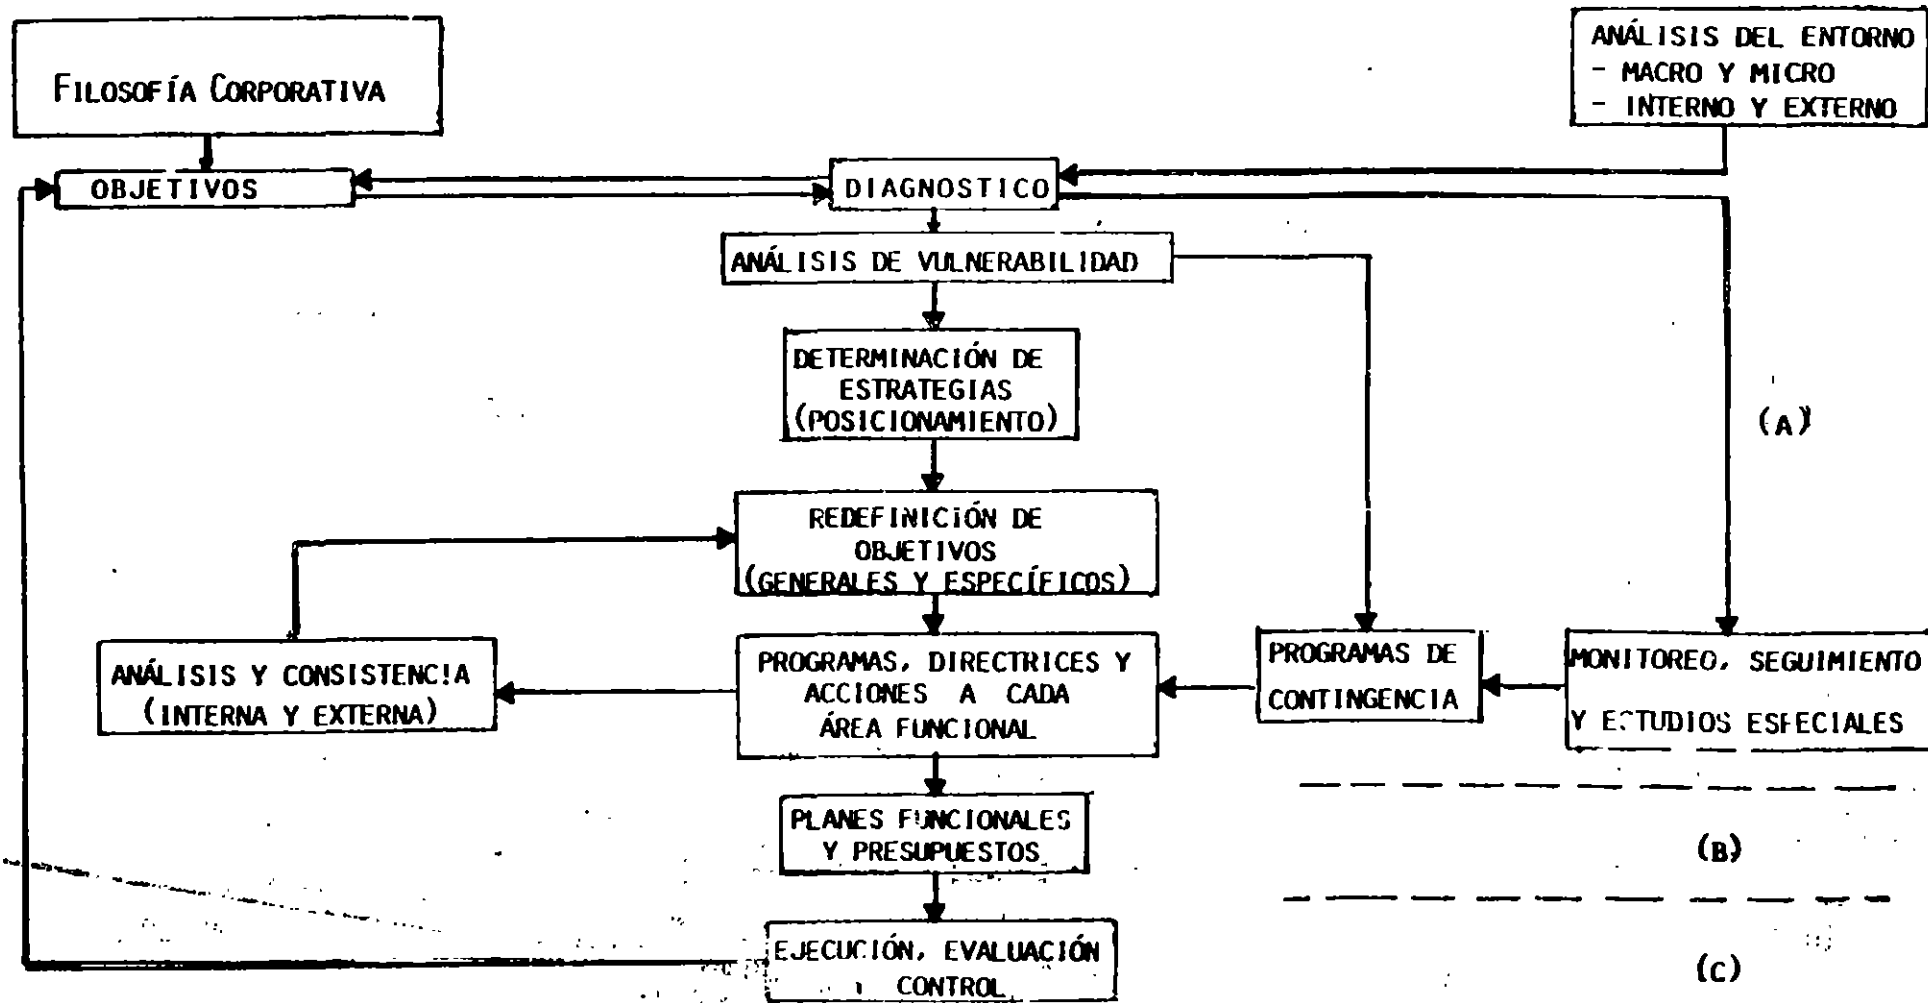 FILOSOFÍA CORPORATIVA
ANÁLISIS DEL ENTORNO
- MACRO Y MICRO
- INTERNO Y EXTERNO
OBJETIVOS
DIAGNOSTICO
ANÁLISIS DE VULNERABILIDAD
DETERMINACIÓN DE
ESTRATEGIAS
(POSICIONAMIENTO)
(A)
REDEFINICIÓN DE
OBJETIVOS
(GENERALES Y ESPECÍFICOS)
ANÁLISIS Y CONSISTENCIA
(INTERNA Y EXTERNA)
PROGRAMAS, DIRECTRICES Y
ACCIONES A CADA
ÁREA FUNCIONAL
PROGRAMAS DE
CONTINGENCIA
MONITOREO, SEGUIMIENTO
Y ESTUDIOS ESPECIALES
PLANES FUNCIONALES
Y PRESUPUESTOS
(B)
EJECUCIÓN, EVALUACIÓN
CONTROL
(C)